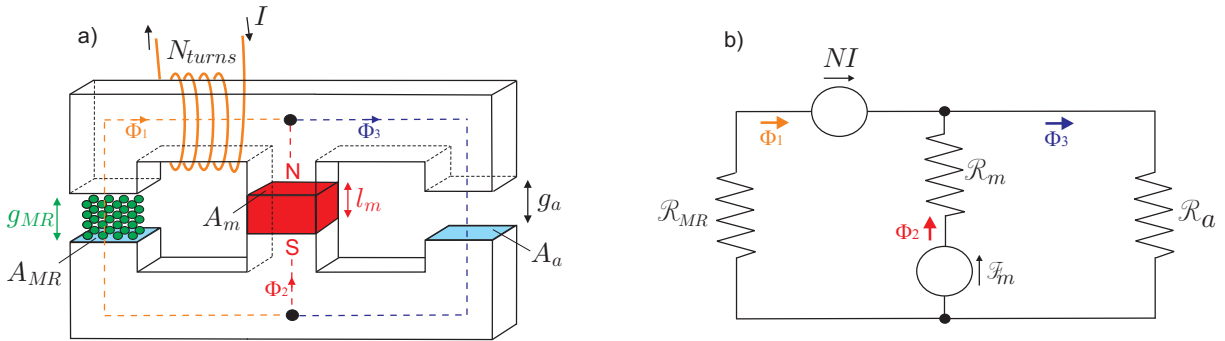 a)
I
N_turns
Φ₁
Φ₃
N
A_m
l_m
g_a
g_MR
A_MR
S
A_a
Φ₂
b)
NI
Φ₁
Φ₃
ℛ_m
ℛ_MR
ℛ_a
Φ₂
ℱ_m